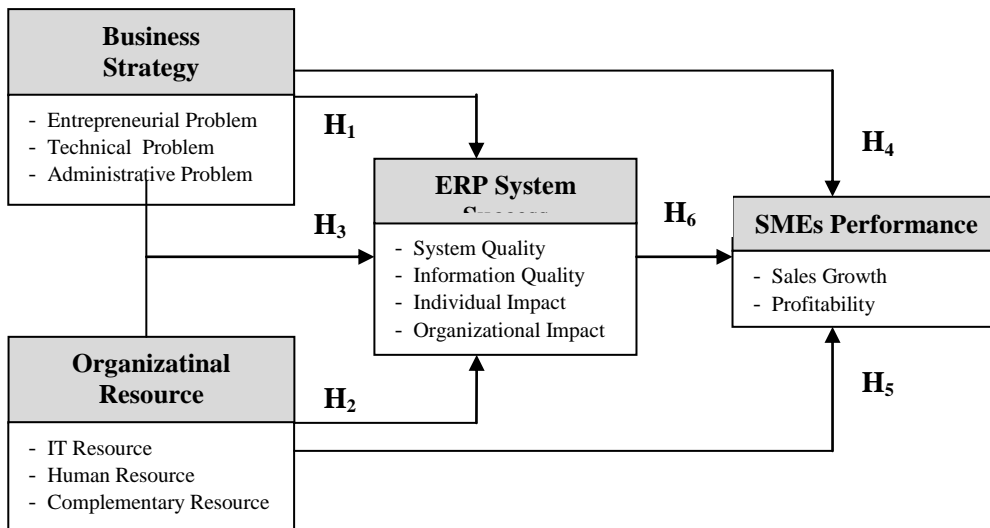 Business
Strategy
- Entrepreneurial Problem
- Technical Problem
- Administrative Problem
H1
H4
ERP System
Success
- System Quality
- Information Quality
- Individual Impact
- Organizational Impact
H3
H6
SMEs Performance
- Sales Growth
- Profitability
Organizatinal
Resource
- IT Resource
- Human Resource
- Complementary Resource
H2
H5